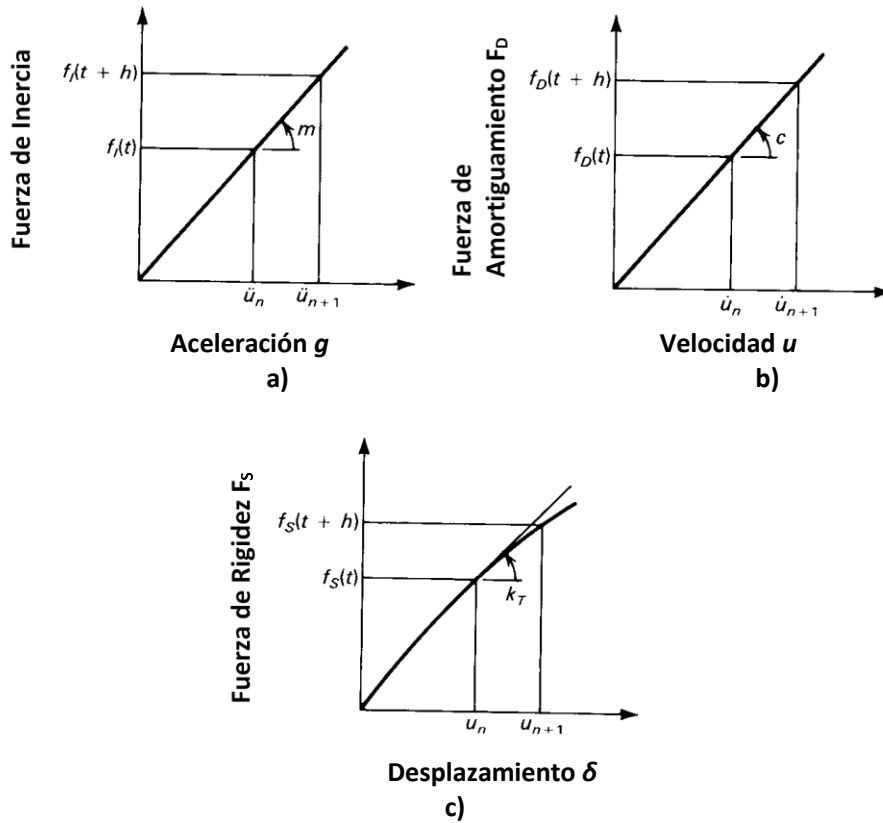 Fuerza de Inercia
f_I(t + h)
f_I(t)
m
ü_n
ü_{n+1}
Aceleración g
a)
Fuerza de
Amortiguamiento F_D
f_D(t + h)
f_D(t)
c
u̇_n
u̇_{n+1}
Velocidad u
b)
Fuerza de Rigidez F_S
f_S(t + h)
f_S(t)
k_T
u_n
u_{n+1}
Desplazamiento δ
c)